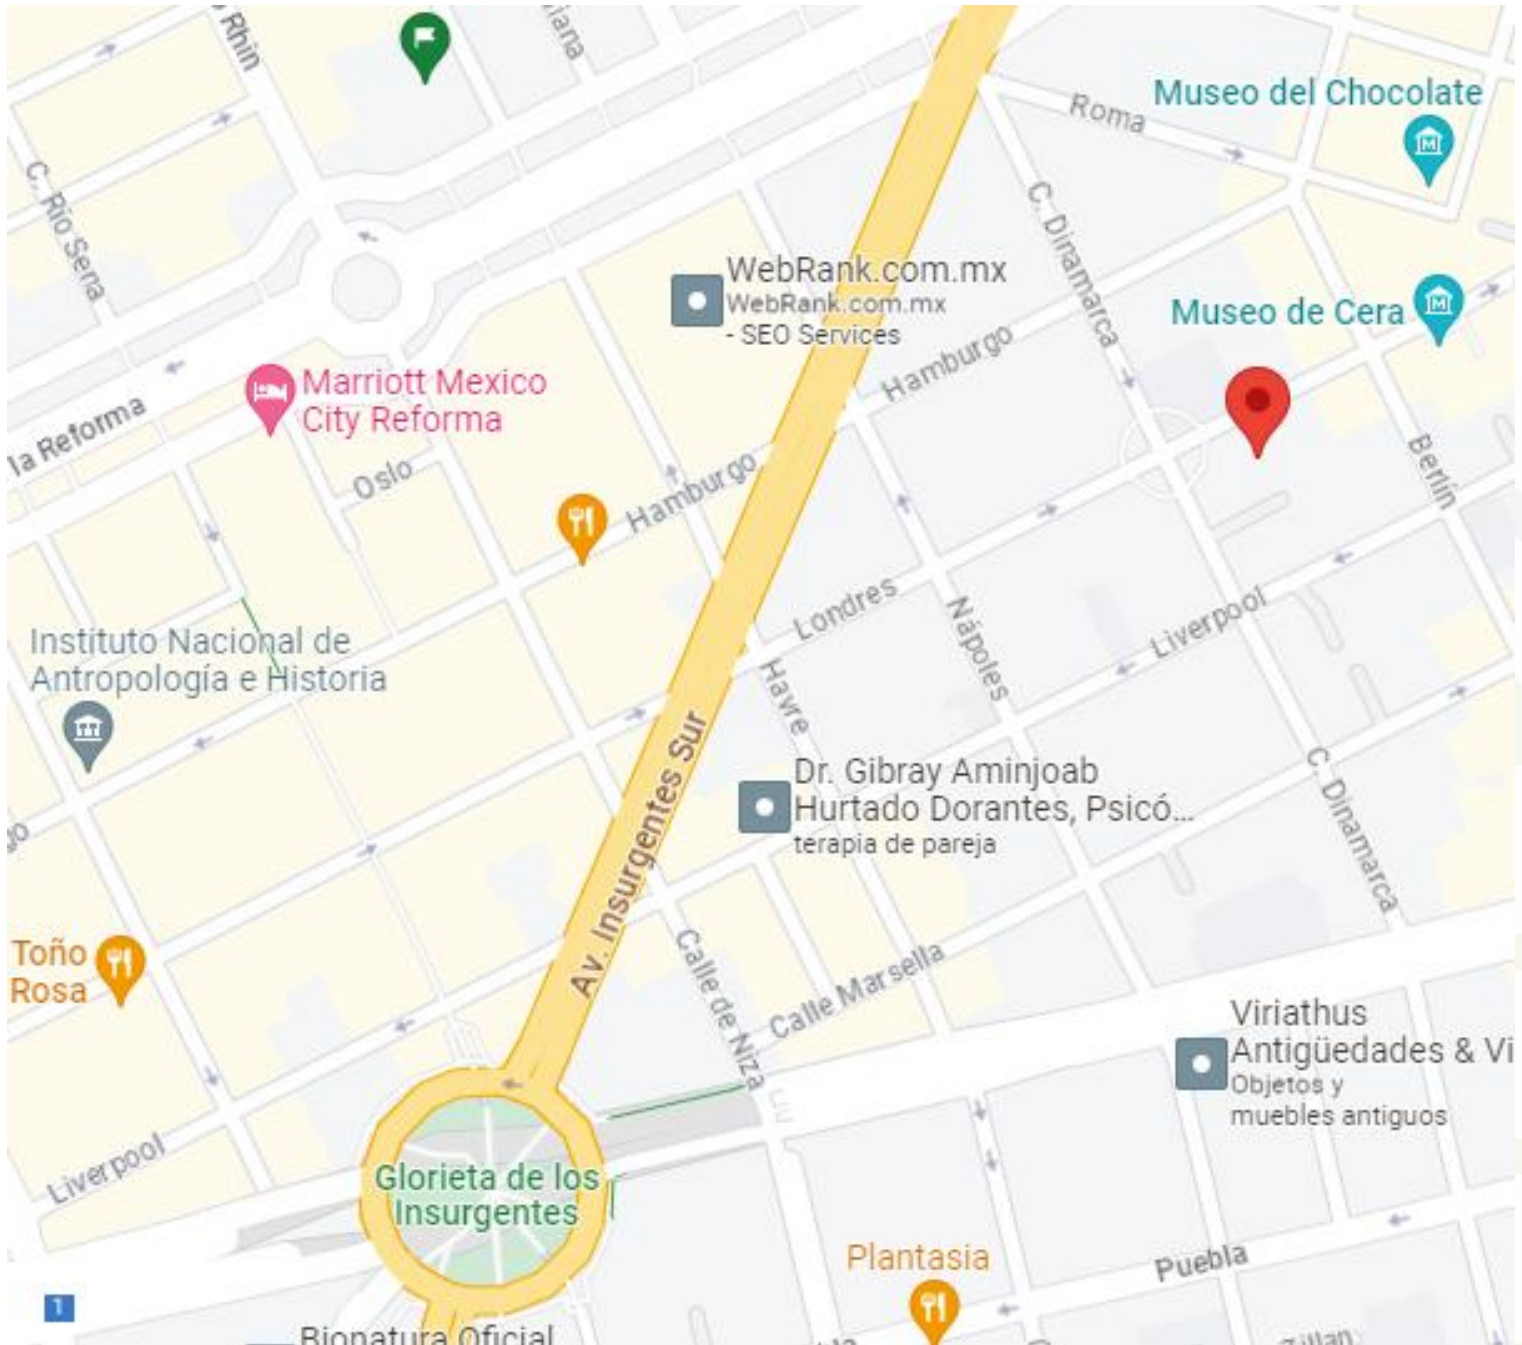 Rhin
Museo del Chocolate
Roma
C. Río Sena
C. Dinamarca
WebRank.com.mx
WebRank.com.mx
- SEO Services
Museo de Cera
Hamburgo
Marriott Mexico
City Reforma
la Reforma
Oslo
Hamburgo
Berlín
Londres
Nápoles
Liverpool
Instituto Nacional de
Antropología e Historia
Havre
Av. Insurgentes Sur
Dr. Gibray Aminjoab
Hurtado Dorantes, Psicó...
terapia de pareja
C. Dinamarca
Toño
Rosa
Calle de Niza
Calle Marsella
Viriathus
Antigüedades & Vi
Objetos y
muebles antiguos
Liverpool
Glorieta de los
Insurgentes
Plantasia
Puebla
1
Bionatura Oficial